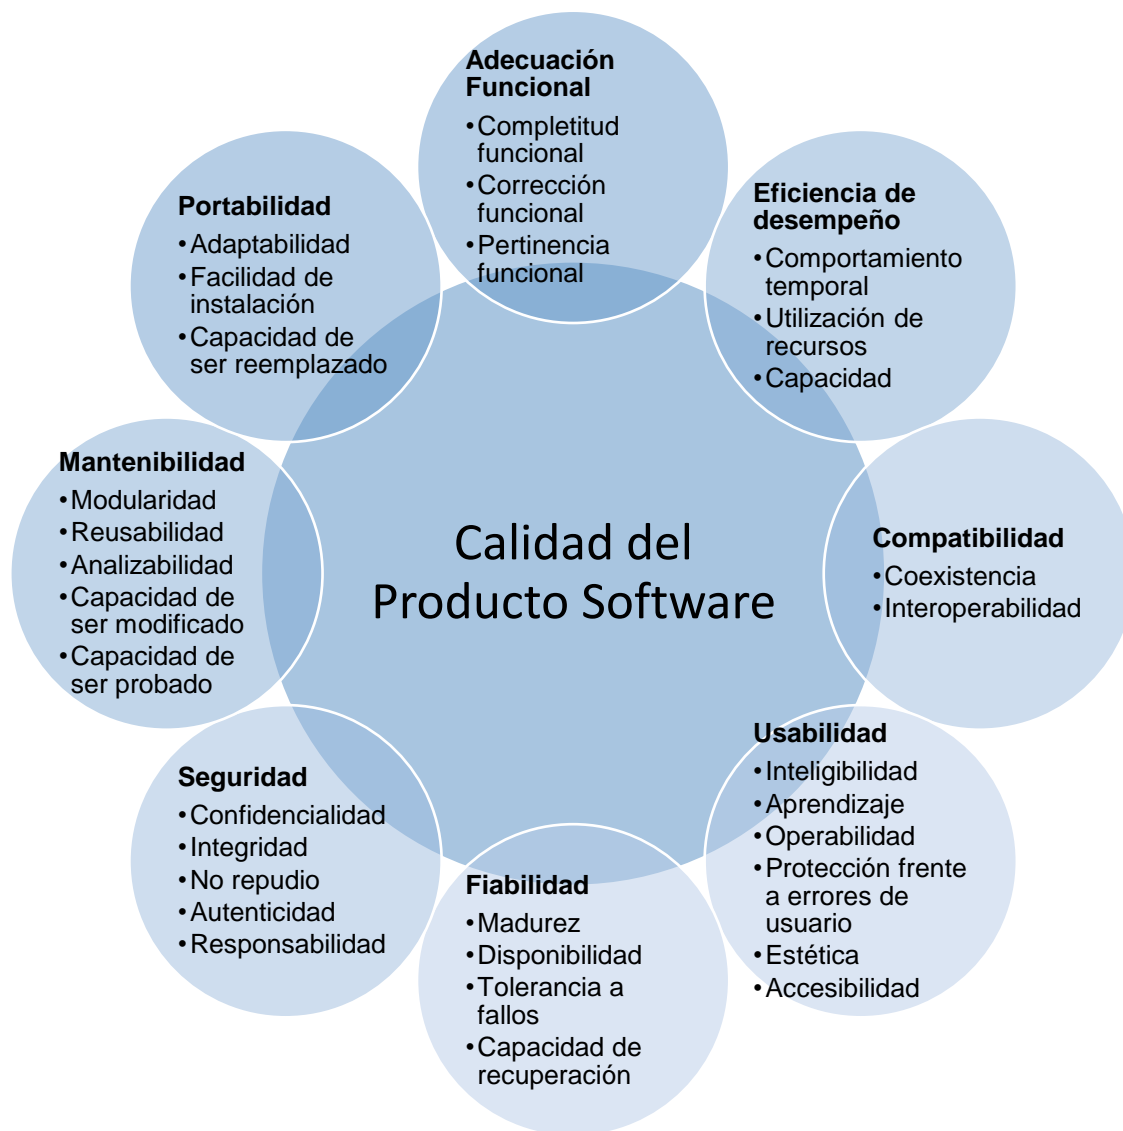 Adecuación
Funcional
•Completitud
funcional
•Corrección
funcional
•Pertinencia
funcional
Eficiencia de
desempeño
•Comportamiento
temporal
•Utilización de
recursos
•Capacidad
Compatibilidad
•Coexistencia
•Interoperabilidad
Usabilidad
•Inteligibilidad
•Aprendizaje
•Operabilidad
•Protección frente
a errores de
usuario
•Estética
•Accesibilidad
Fiabilidad
•Madurez
•Disponibilidad
•Tolerancia a
fallos
•Capacidad de
recuperación
Seguridad
•Confidencialidad
•Integridad
•No repudio
•Autenticidad
•Responsabilidad
Mantenibilidad
•Modularidad
•Reusabilidad
•Analizabilidad
•Capacidad de
ser modificado
•Capacidad de
ser probado
Portabilidad
•Adaptabilidad
•Facilidad de
instalación
•Capacidad de
ser reemplazado
Calidad del
Producto Software